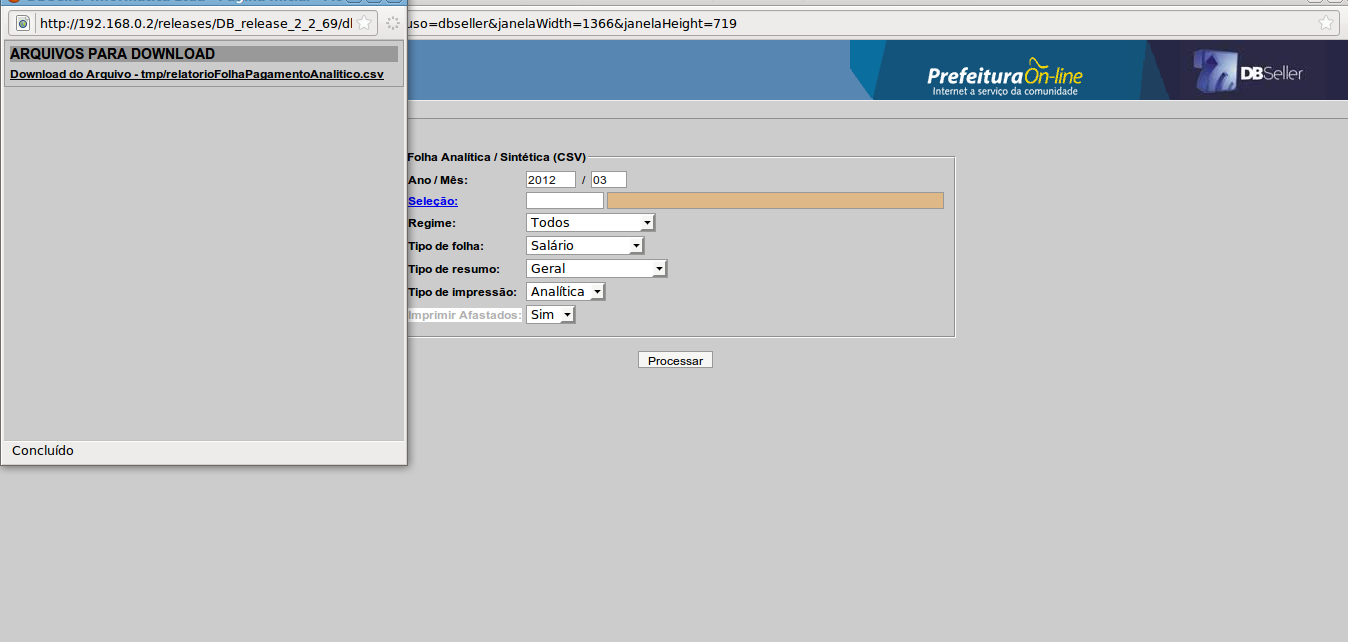 http://192.168.0.2/releases/DB_release_2_2_69/dl
uso=dbseller&janelaWidth=1366&janelaHeight=719
ARQUIVOS PARA DOWNLOAD
Download do Arquivo - tmp/relatorioFolhaPagamentoAnalitico.csv
PrefeituraOn-line
Internet a serviço da comunidade
DBSeller
Folha Analítica / Sintética (CSV)
Ano / Mês: 2012 / 03
Seleção:
Regime: Todos
Tipo de folha: Salário
Tipo de resumo: Geral
Tipo de impressão: Analítica
Imprimir Afastados: Sim
Processar
Concluído